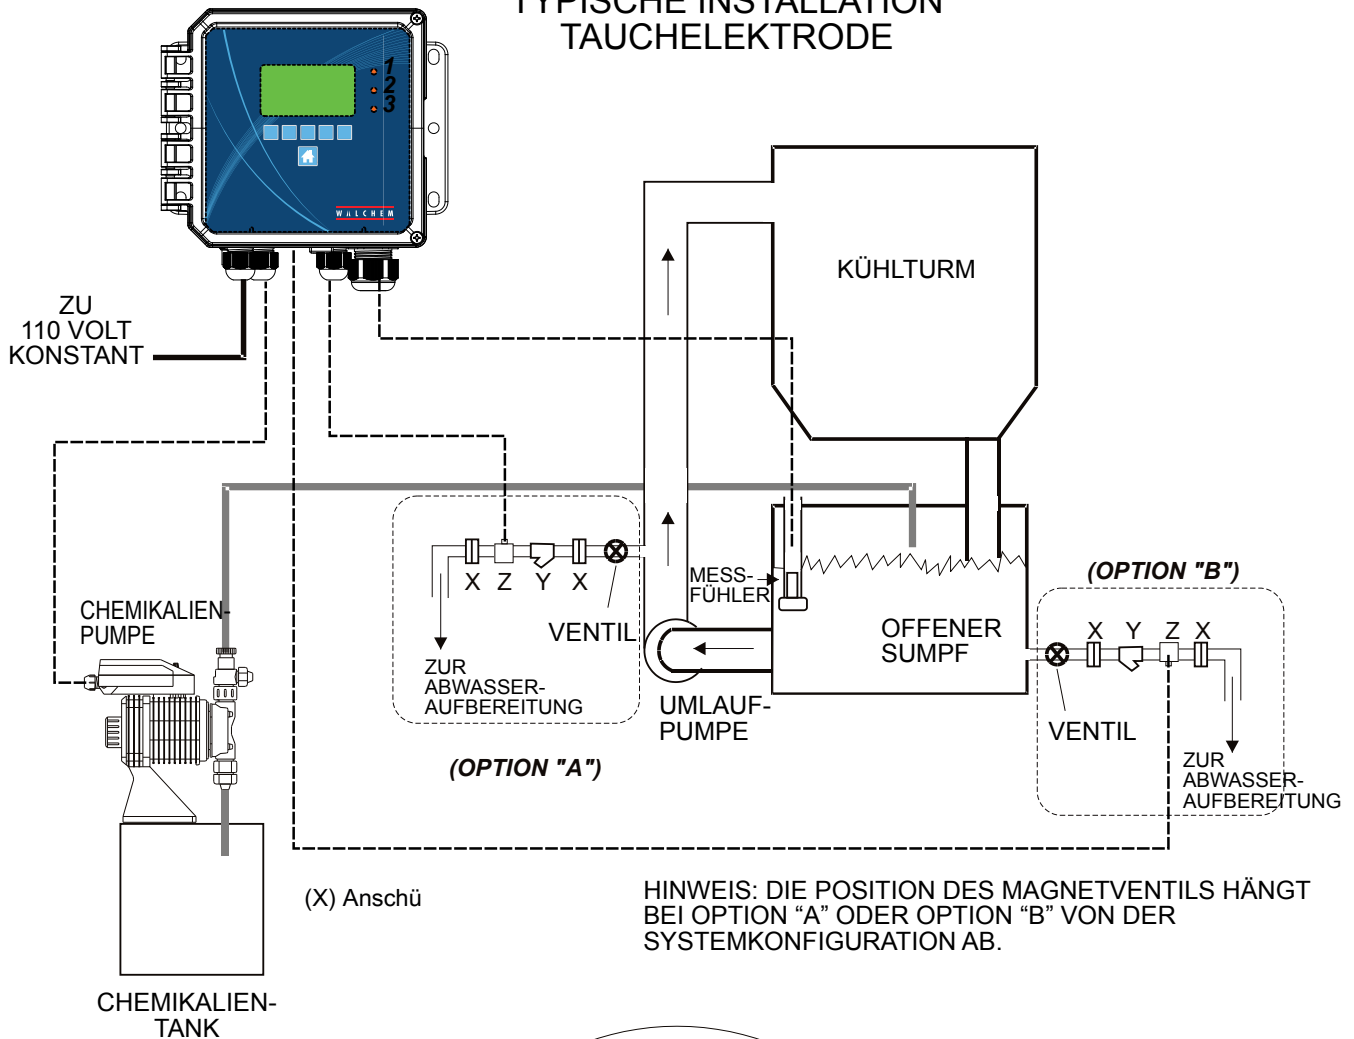 TYPISCHE INSTALLATION
TAUCHELEKTRODE
1
2
3
WALCHEM
ZU
110 VOLT
KONSTANT
KÜHLTURM
MESS-
FÜHLER
OFFENER
SUMPF
(OPTION "B")
X Z Y X
VENTIL
ZUR
ABWASSER-
AUFBEREITUNG
(OPTION "A")
UMLAUF-
PUMPE
X Y Z X
VENTIL
ZUR
ABWASSER-
AUFBEREITUNG
CHEMIKALIEN-
PUMPE
(X) Anschü
HINWEIS: DIE POSITION DES MAGNETVENTILS HÄNGT
BEI OPTION “A” ODER OPTION “B” VON DER
SYSTEMKONFIGURATION AB.
CHEMIKALIEN-
TANK